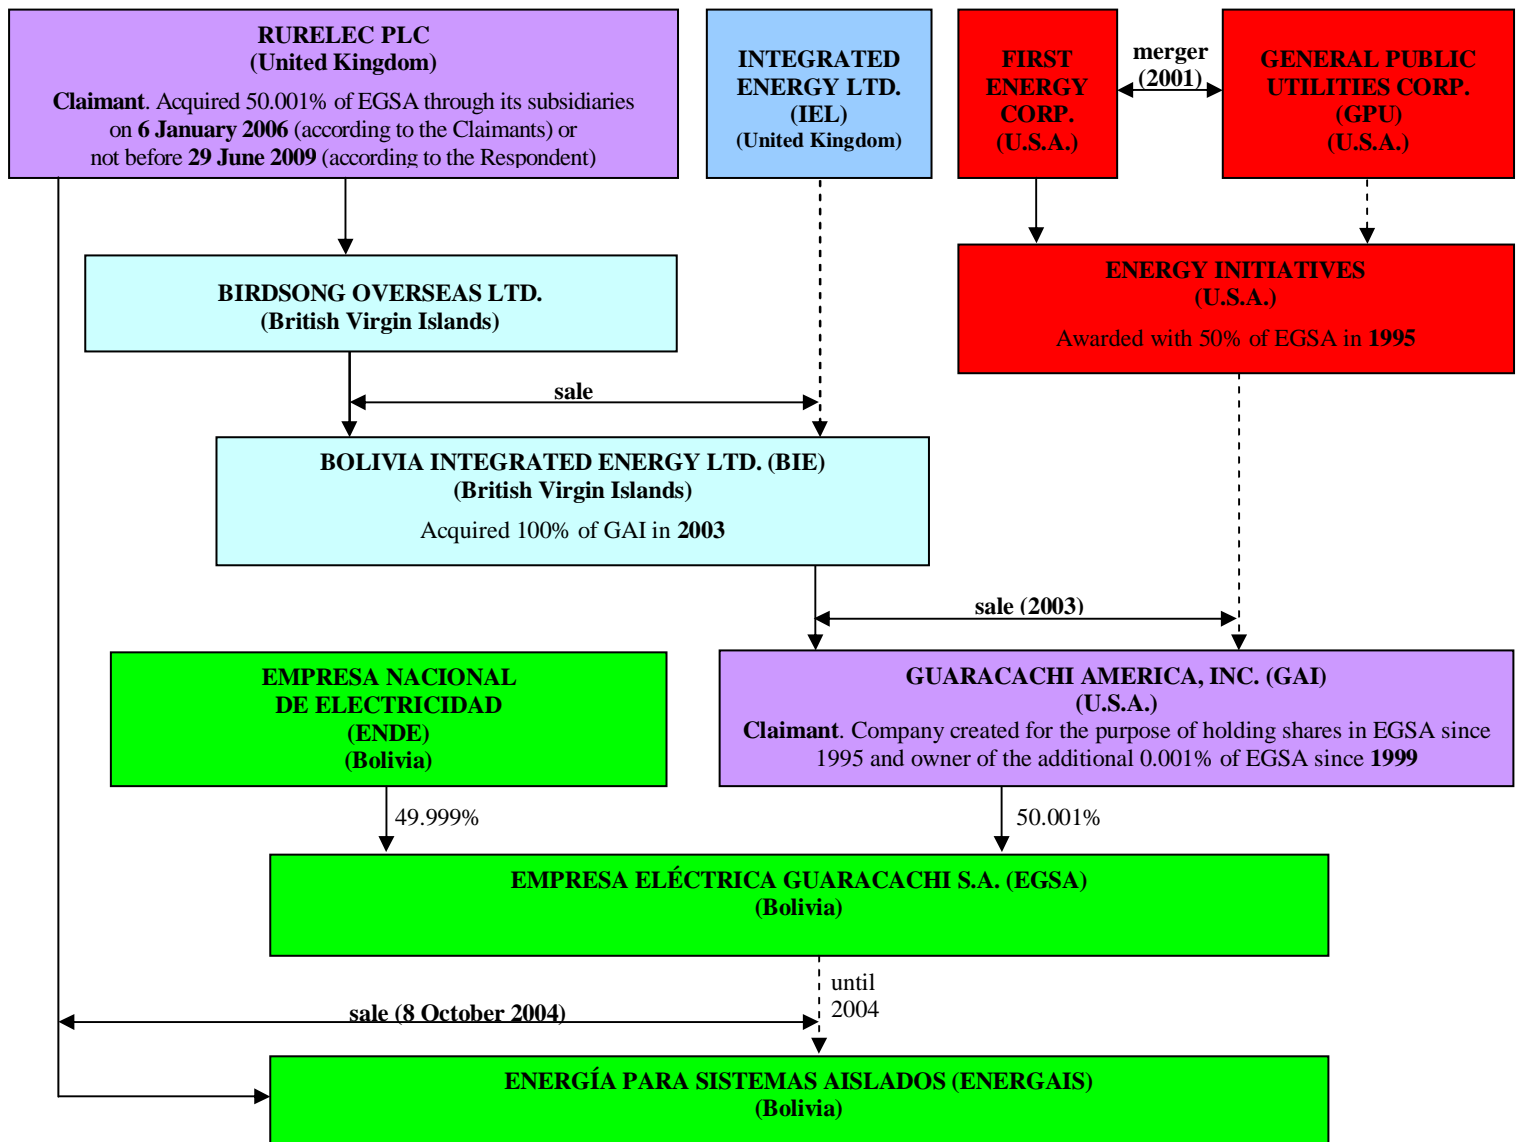 RURELEC PLC
(United Kingdom)
Claimant. Acquired 50.001% of EGSA through its subsidiaries
on 6 January 2006 (according to the Claimants) or
not before 29 June 2009 (according to the Respondent)
INTEGRATED
ENERGY LTD.
(IEL)
(United Kingdom)
FIRST
ENERGY
CORP.
(U.S.A.)
merger
(2001)
GENERAL PUBLIC
UTILITIES CORP.
(GPU)
(U.S.A.)
BIRDSONG OVERSEAS LTD.
(British Virgin Islands)
ENERGY INITIATIVES
(U.S.A.)
Awarded with 50% of EGSA in 1995
sale
BOLIVIA INTEGRATED ENERGY LTD. (BIE)
(British Virgin Islands)
Acquired 100% of GAI in 2003
sale (2003)
EMPRESA NACIONAL
DE ELECTRICIDAD
(ENDE)
(Bolivia)
GUARACACHI AMERICA, INC. (GAI)
(U.S.A.)
Claimant. Company created for the purpose of holding shares in EGSA since
1995 and owner of the additional 0.001% of EGSA since 1999
49.999%
50.001%
EMPRESA ELÉCTRICA GUARACACHI S.A. (EGSA)
(Bolivia)
until
2004
sale (8 October 2004)
ENERGÍA PARA SISTEMAS AISLADOS (ENERGAIS)
(Bolivia)